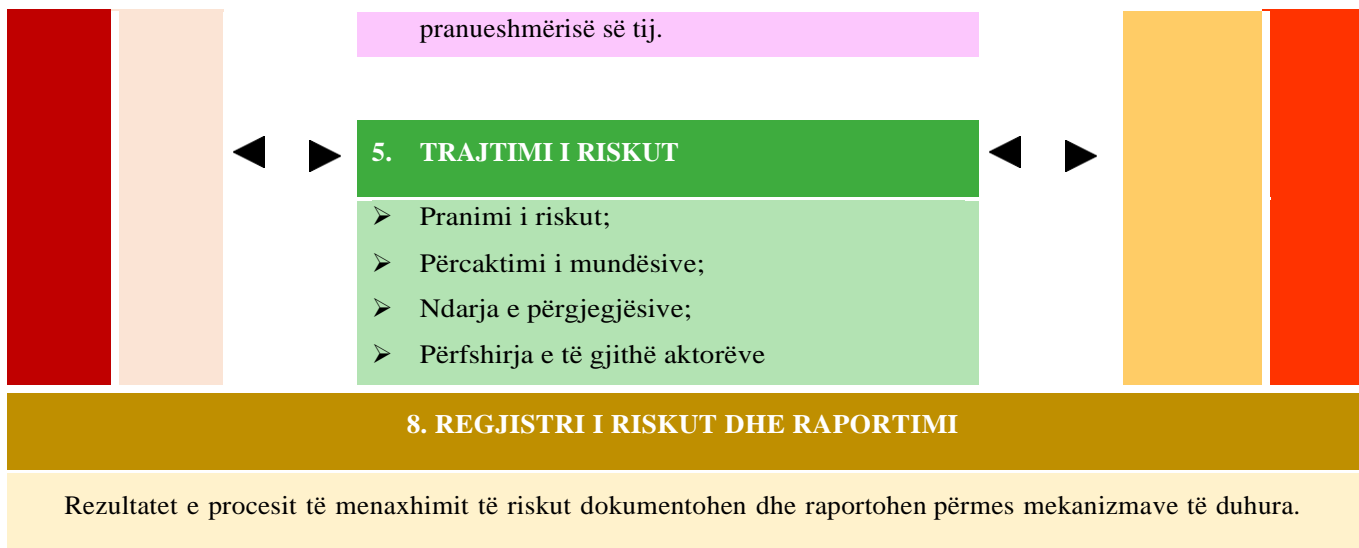 pranueshmërisë së tij.
5. TRAJTIMI I RISKUT
➢ Pranimi i riskut;
➢ Përcaktimi i mundësive;
➢ Ndarja e përgjegjësive;
➢ Përfshirja e të gjithë aktorëve
8. REGJISTRI I RISKUT DHE RAPORTIMI
Rezultatet e procesit të menaxhimit të riskut dokumentohen dhe raportohen përmes mekanizmave të duhura.